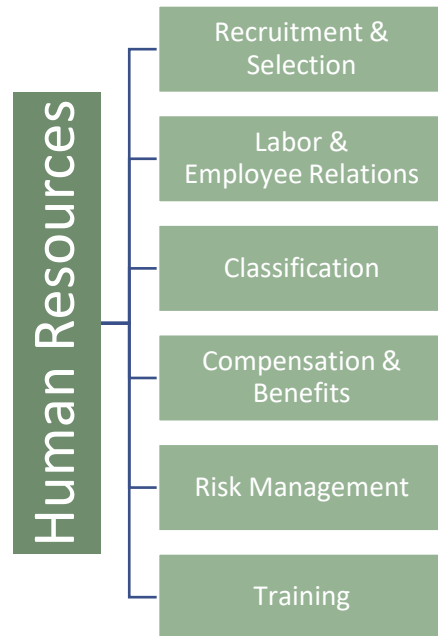 Human Resources
Recruitment &
Selection
Labor &
Employee Relations
Classification
Compensation &
Benefits
Risk Management
Training